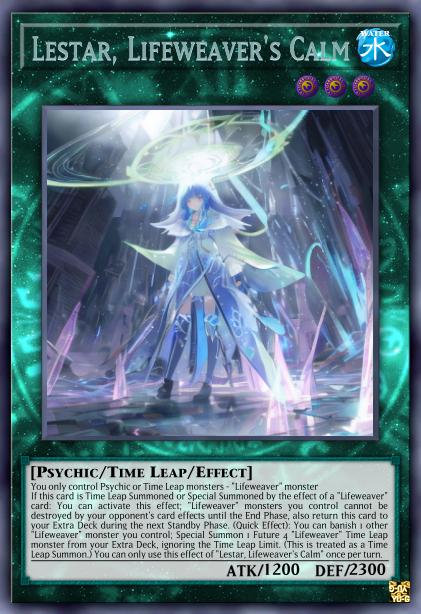 Lestar, Lifeweaver's Calm
WATER
水
[Psychic/Time Leap/Effect]
You only control Psychic or Time Leap monsters - "Lifeweaver" monster
If this card is Time Leap Summoned or Special Summoned by the effect of a "Lifeweaver"
card: You can activate this effect; "Lifeweaver" monsters you control cannot be
destroyed by your opponent's card effects until the End Phase, also return this card to
your Extra Deck during the next Standby Phase. (Quick Effect): You can banish 1 other
"Lifeweaver" monster you control; Special Summon 1 Future 4 "Lifeweaver" Time Leap
monster from your Extra Deck, ignoring the Time Leap Limit. (This is treated as a Time
Leap Summon.) You can only use this effect of "Lestar, Lifeweaver's Calm" once per turn.
ATK/1200 DEF/2300